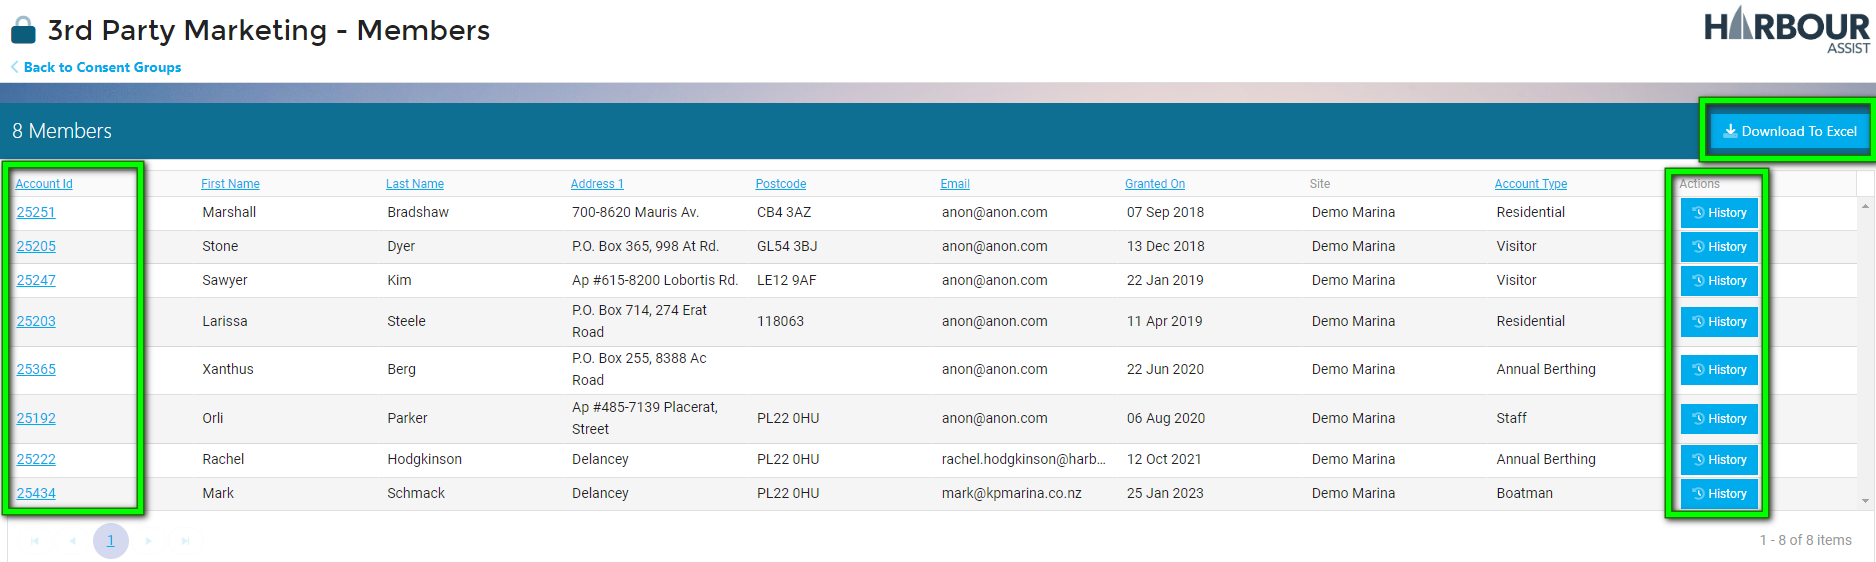 3rd Party Marketing - Members
HARBOUR
ASSIST
Back to Consent Groups
8 Members
Download To Excel
Account Id First Name Last Name Address 1 Postcode Email Granted On Site Account Type Actions
25251 Marshall Bradshaw 700-8620 Mauris Av. CB4 3AZ anon@anon.com 07 Sep 2018 Demo Marina Residential History
25205 Stone Dyer P.O. Box 365, 998 At Rd. GL54 3BJ anon@anon.com 13 Dec 2018 Demo Marina Visitor History
25247 Sawyer Kim Ap #615-8200 Lobortis Rd. LE12 9AF anon@anon.com 22 Jan 2019 Demo Marina Visitor History
25203 Larissa Steele P.O. Box 714, 274 Erat
Road 118063 anon@anon.com 11 Apr 2019 Demo Marina Residential History
25365 Xanthus Berg P.O. Box 255, 8388 Ac
Road anon@anon.com 22 Jun 2020 Demo Marina Annual Berthing History
25192 Orli Parker Ap #485-7139 Placerat,
Street PL22 0HU anon@anon.com 06 Aug 2020 Demo Marina Staff History
25222 Rachel Hodgkinson Delancey PL22 0HU rachel.hodgkinson@harb... 12 Oct 2021 Demo Marina Annual Berthing History
25434 Mark Schmack Delancey PL22 0HU mark@kpmarina.co.nz 25 Jan 2023 Demo Marina Boatman History
1
1 - 8 of 8 items